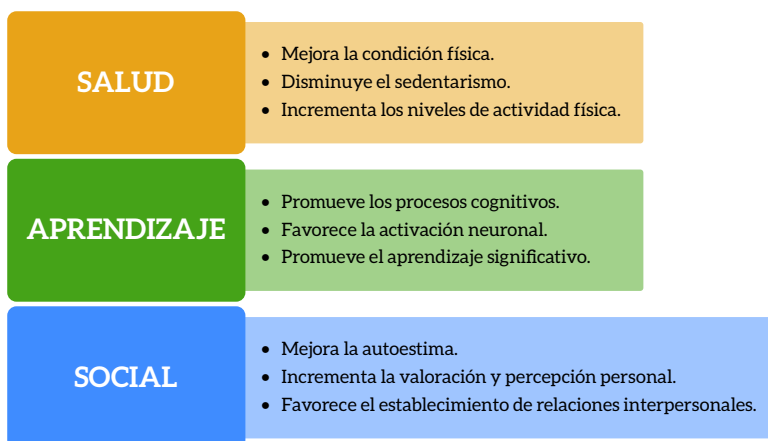 SALUD
• Mejora la condición física.
• Disminuye el sedentarismo.
• Incrementa los niveles de actividad física.
APRENDIZAJE
• Promueve los procesos cognitivos.
• Favorece la activación neuronal.
• Promueve el aprendizaje significativo.
SOCIAL
• Mejora la autoestima.
• Incrementa la valoración y percepción personal.
• Favorece el establecimiento de relaciones interpersonales.